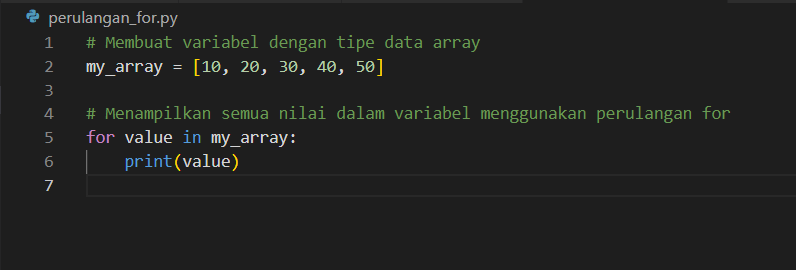 perulangan_for.py
1 # Membuat variabel dengan tipe data array
2 my_array = [10, 20, 30, 40, 50]
3
4 # Menampilkan semua nilai dalam variabel menggunakan perulangan for
5 for value in my_array:
6     print(value)
7